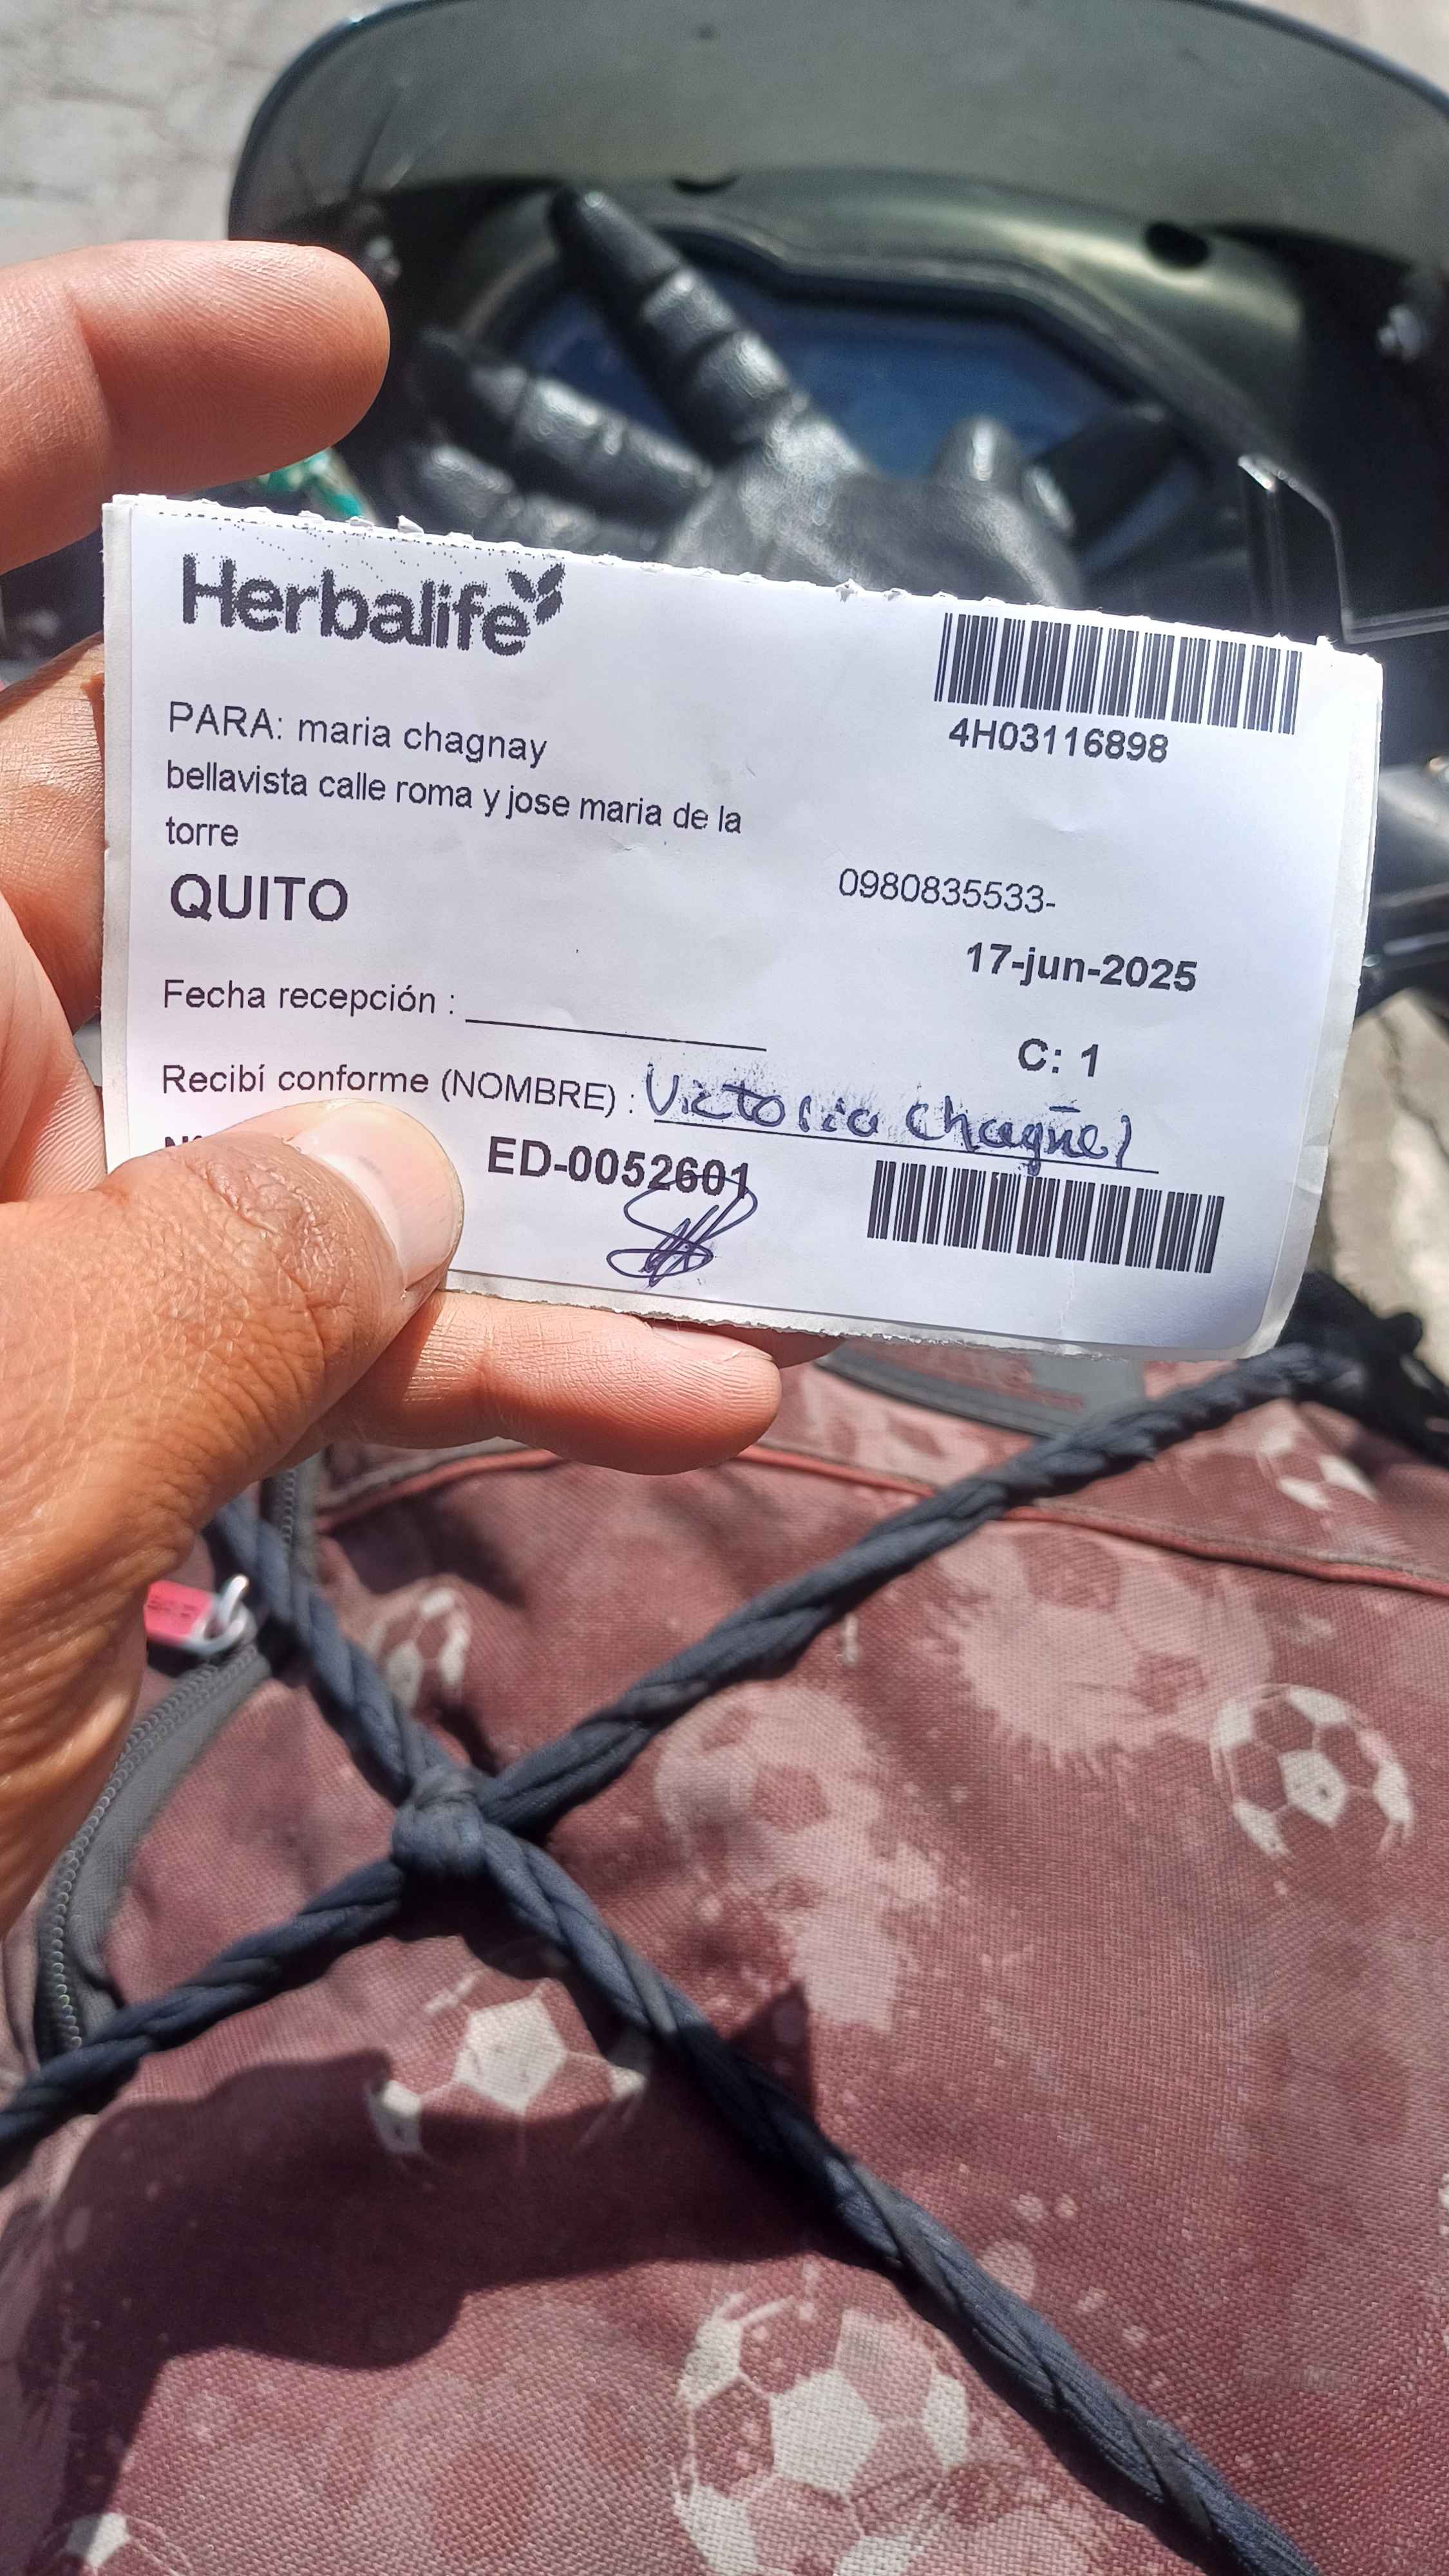 Herbalife
4H03116898
PARA: maria chagnay
bellavista calle roma y jose maria de la
torre
QUITO
0980835533-
17-jun-2025
Fecha recepción :
C: 1
Recibí conforme (NOMBRE) : Victoria
ED-0052601